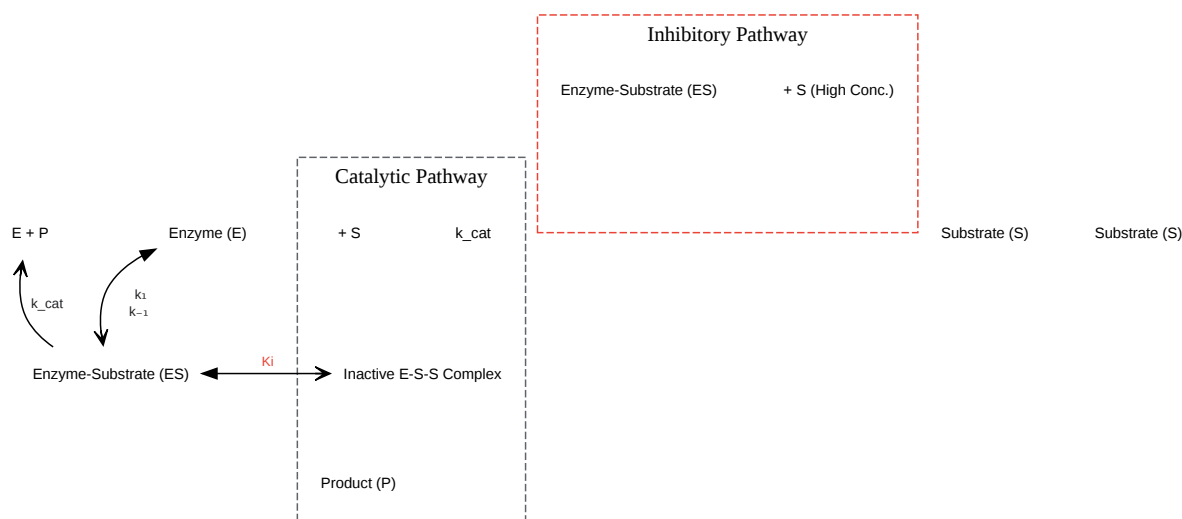 Inhibitory Pathway
Enzyme-Substrate (ES)
+ S (High Conc.)
Catalytic Pathway
E + P
Enzyme (E)
+ S
k_cat
Substrate (S)
Substrate (S)
k_cat
k₁
k₋₁
Enzyme-Substrate (ES)
Ki
Inactive E-S-S Complex
Product (P)